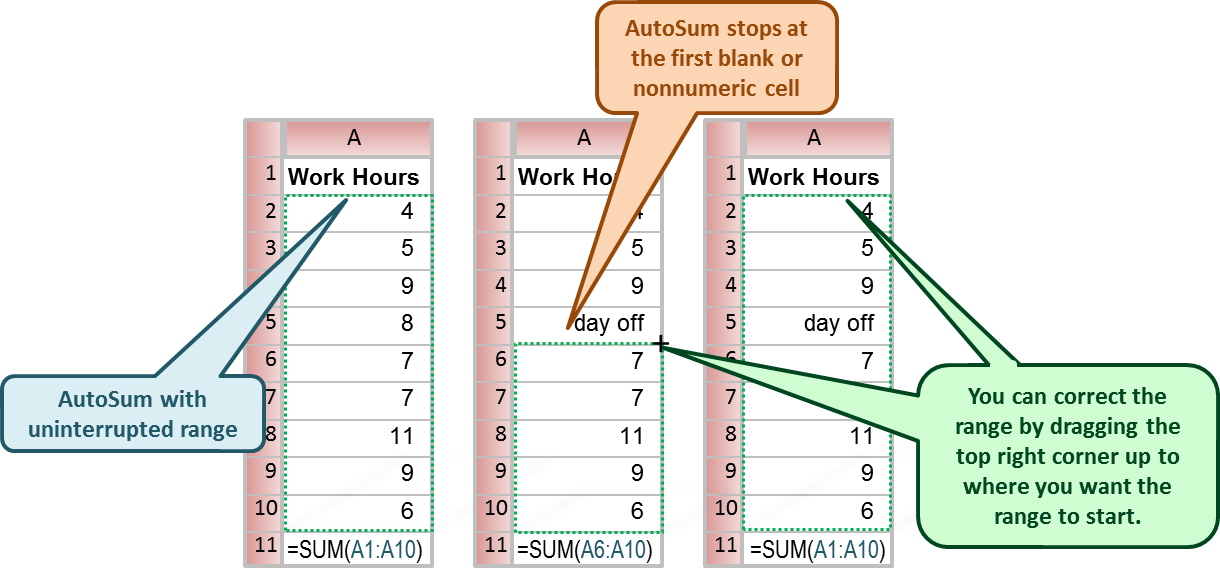 AutoSum stops at
the first blank or
nonnumeric cell
A
1 Work Hours
2 4
3 5
9
5 8
6 7
7 7
8 11
9 9
10 6
11 =SUM(A1:A10)
AutoSum with
uninterrupted range
A
1 Work
2 4
3 5
4 9
5 day off
6 7
7 7
8 11
9 9
10 6
11 =SUM(A6:A10)
A
1 Work Hours
2 4
3 5
4 9
5 day off
6 7
7
8 11
9 9
10 6
11 =SUM(A1:A10)
You can correct the
range by dragging the
top right corner up to
where you want the
range to start.